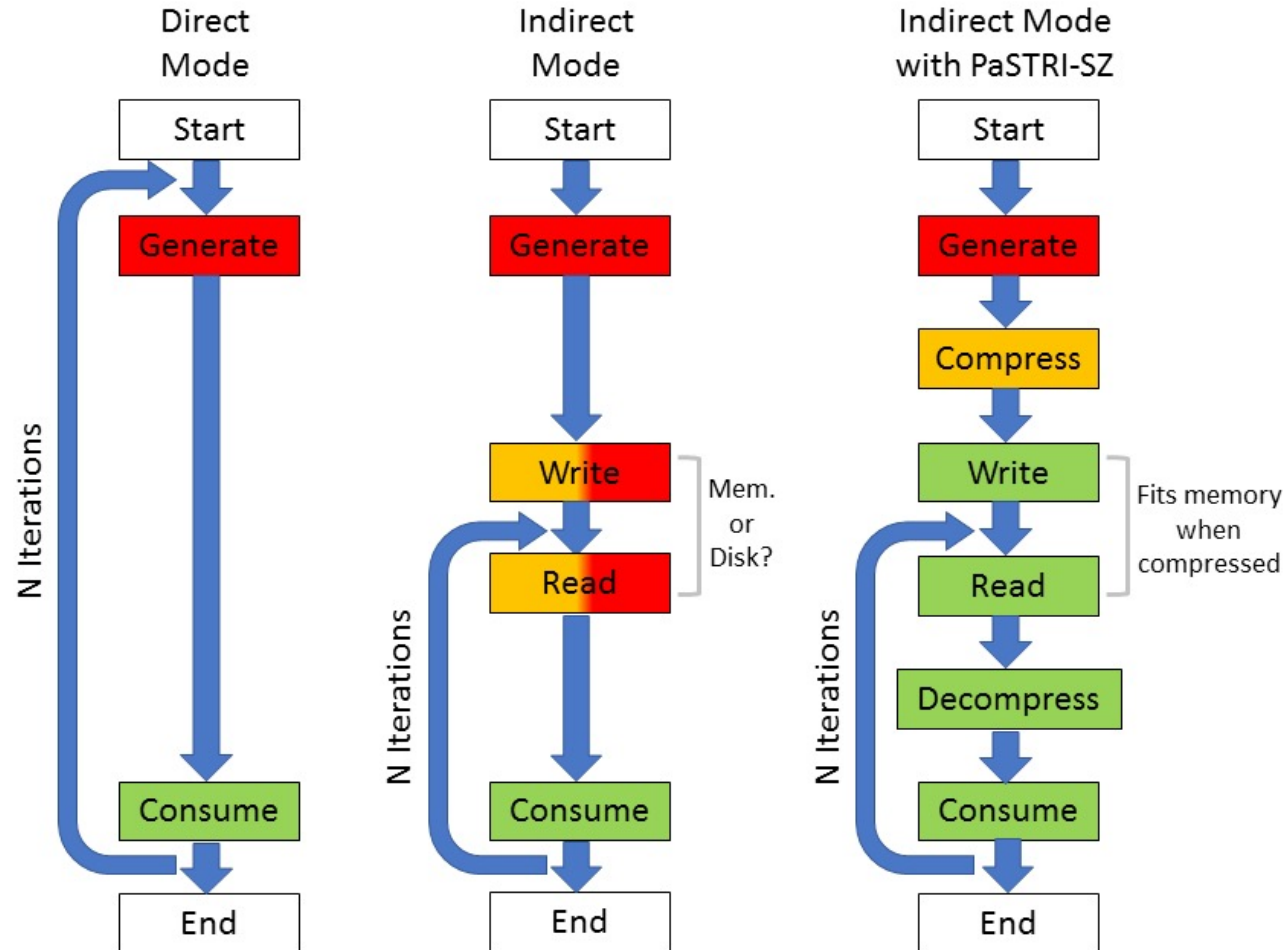 Direct
Mode
Start
Generate
N Iterations
Consume
End
Indirect
Mode
Start
Generate
Write
Mem.
or
Disk?
Read
N Iterations
Consume
End
Indirect Mode
with PaSTRI-SZ
Start
Generate
Compress
Write
Fits memory
when
compressed
Read
N Iterations
Decompress
Consume
End